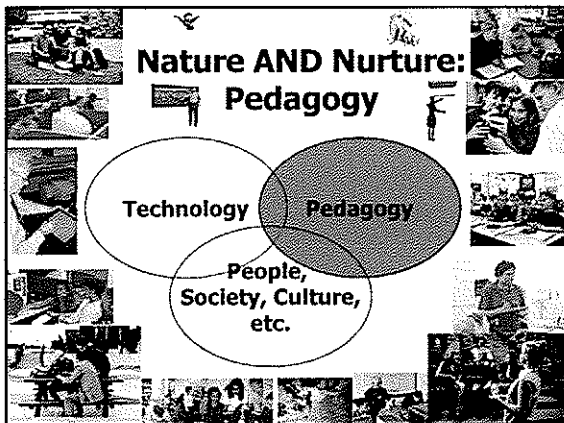 Nature AND Nurture:
Pedagogy
Technology
Pedagogy
People,
Society, Culture,
etc.